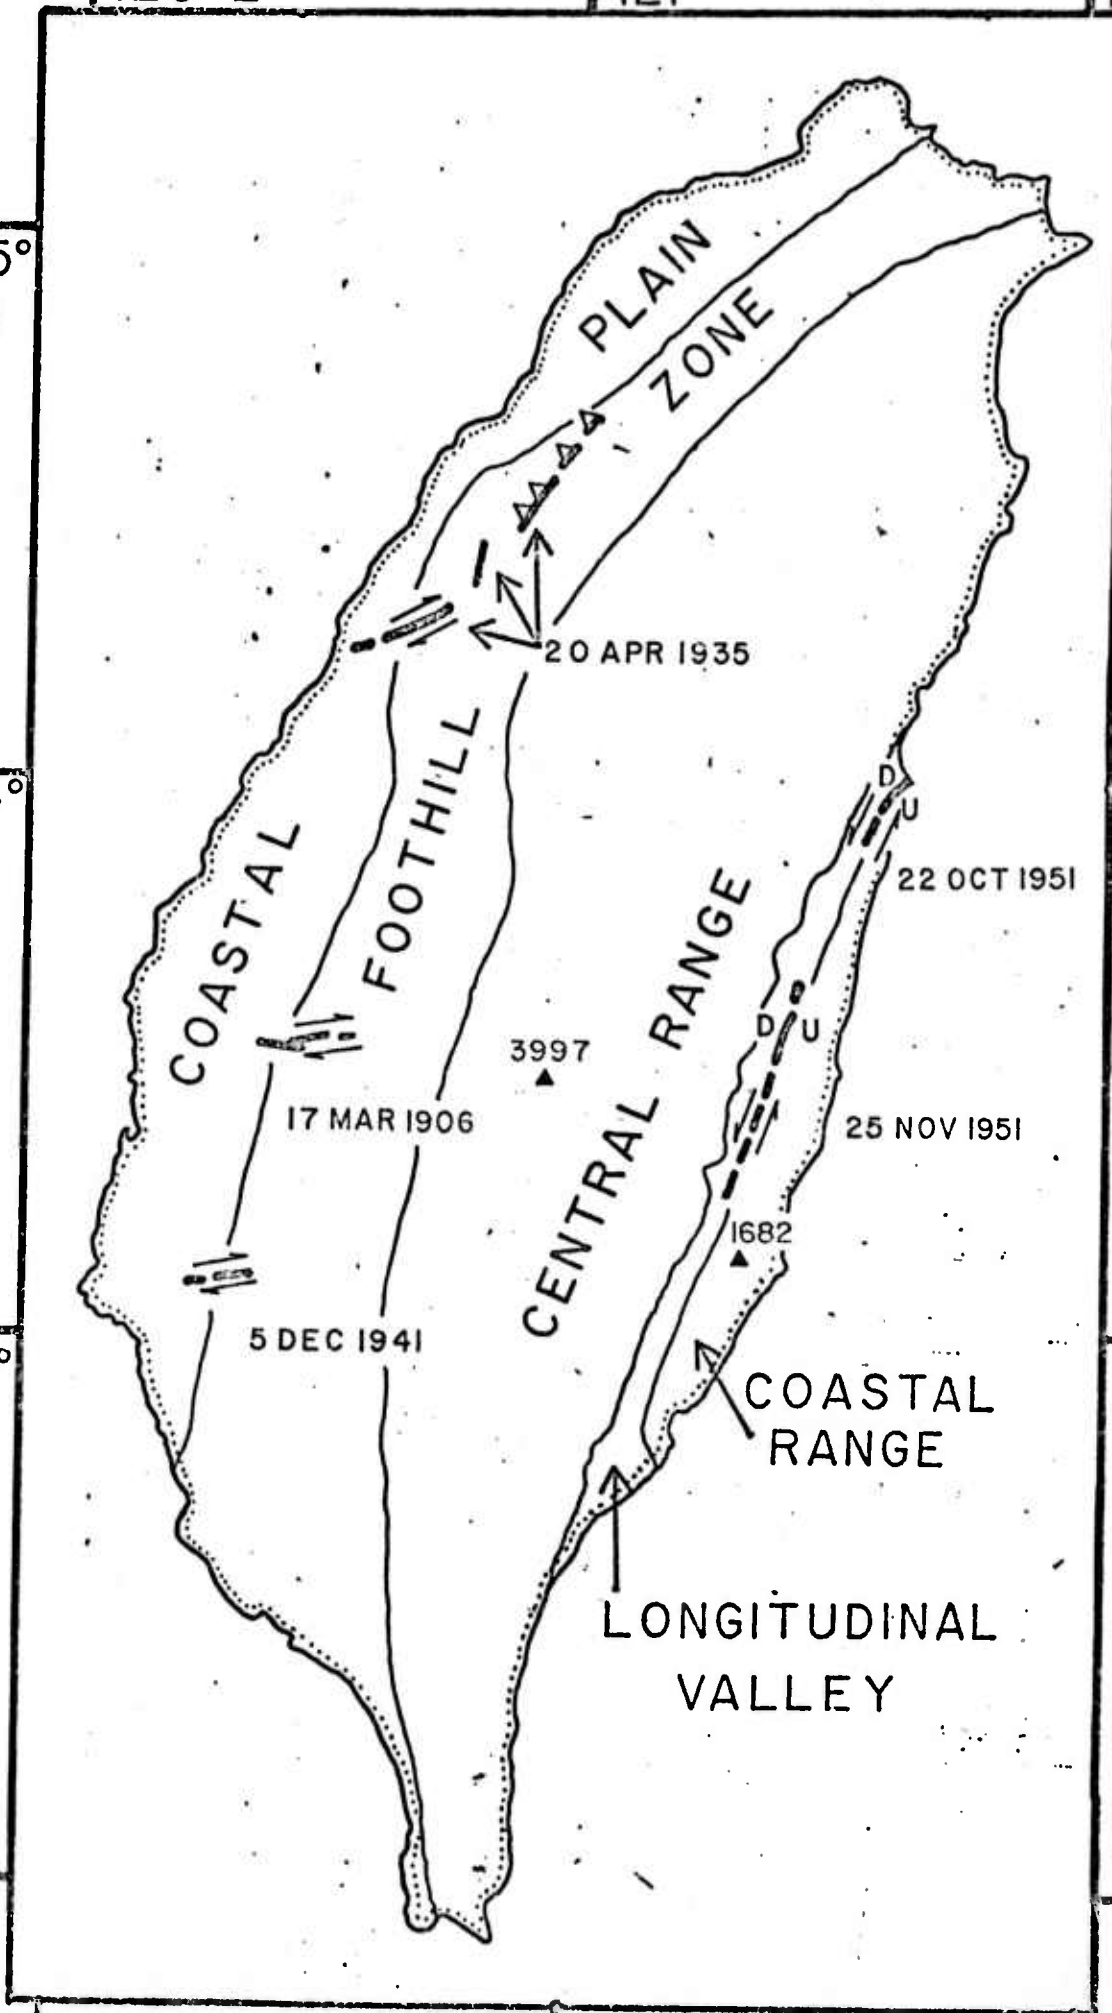 PLAIN
ZONE
20 APR 1935
FOOTHILL
COASTAL
D
U
22 OCT 1951
CENTRAL RANGE
D U
3997
17 MAR 1906
25 NOV 1951
1682
5 DEC 1941
COASTAL
RANGE
LONGITUDINAL
VALLEY